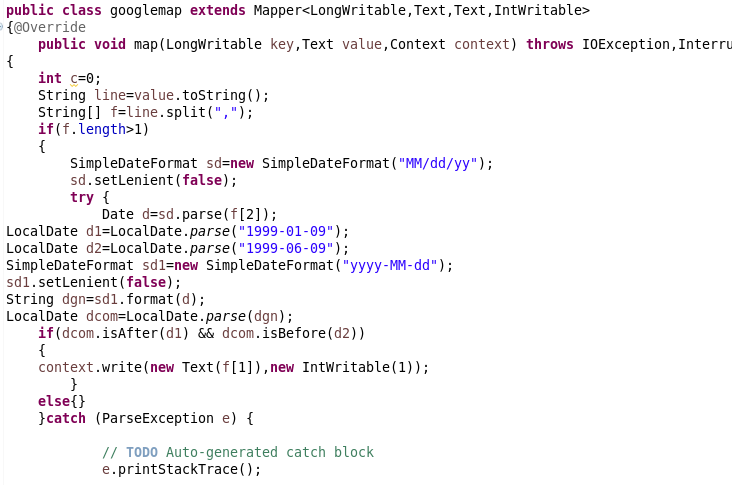 public class googlemap extends Mapper<LongWritable,Text,Text,IntWritable>
{@Override
    public void map(LongWritable key,Text value,Context context) throws IOException,Interru
{
    int c=0;
    String line=value.toString();
    String[] f=line.split(",");
    if(f.length>1)
    {
        SimpleDateFormat sd=new SimpleDateFormat("MM/dd/yy");
        sd.setLenient(false);
        try {
            Date d=sd.parse(f[2]);
LocalDate d1=LocalDate.parse("1999-01-09");
LocalDate d2=LocalDate.parse("1999-06-09");
SimpleDateFormat sd1=new SimpleDateFormat("yyyy-MM-dd");
sd1.setLenient(false);
String dgn=sd1.format(d);
LocalDate dcom=LocalDate.parse(dgn);
    if(dcom.isAfter(d1) && dcom.isBefore(d2))
    {
    context.write(new Text(f[1]),new IntWritable(1));
        }
    else{}
    }catch (ParseException e) {
            // TODO Auto-generated catch block
            e.printStackTrace();